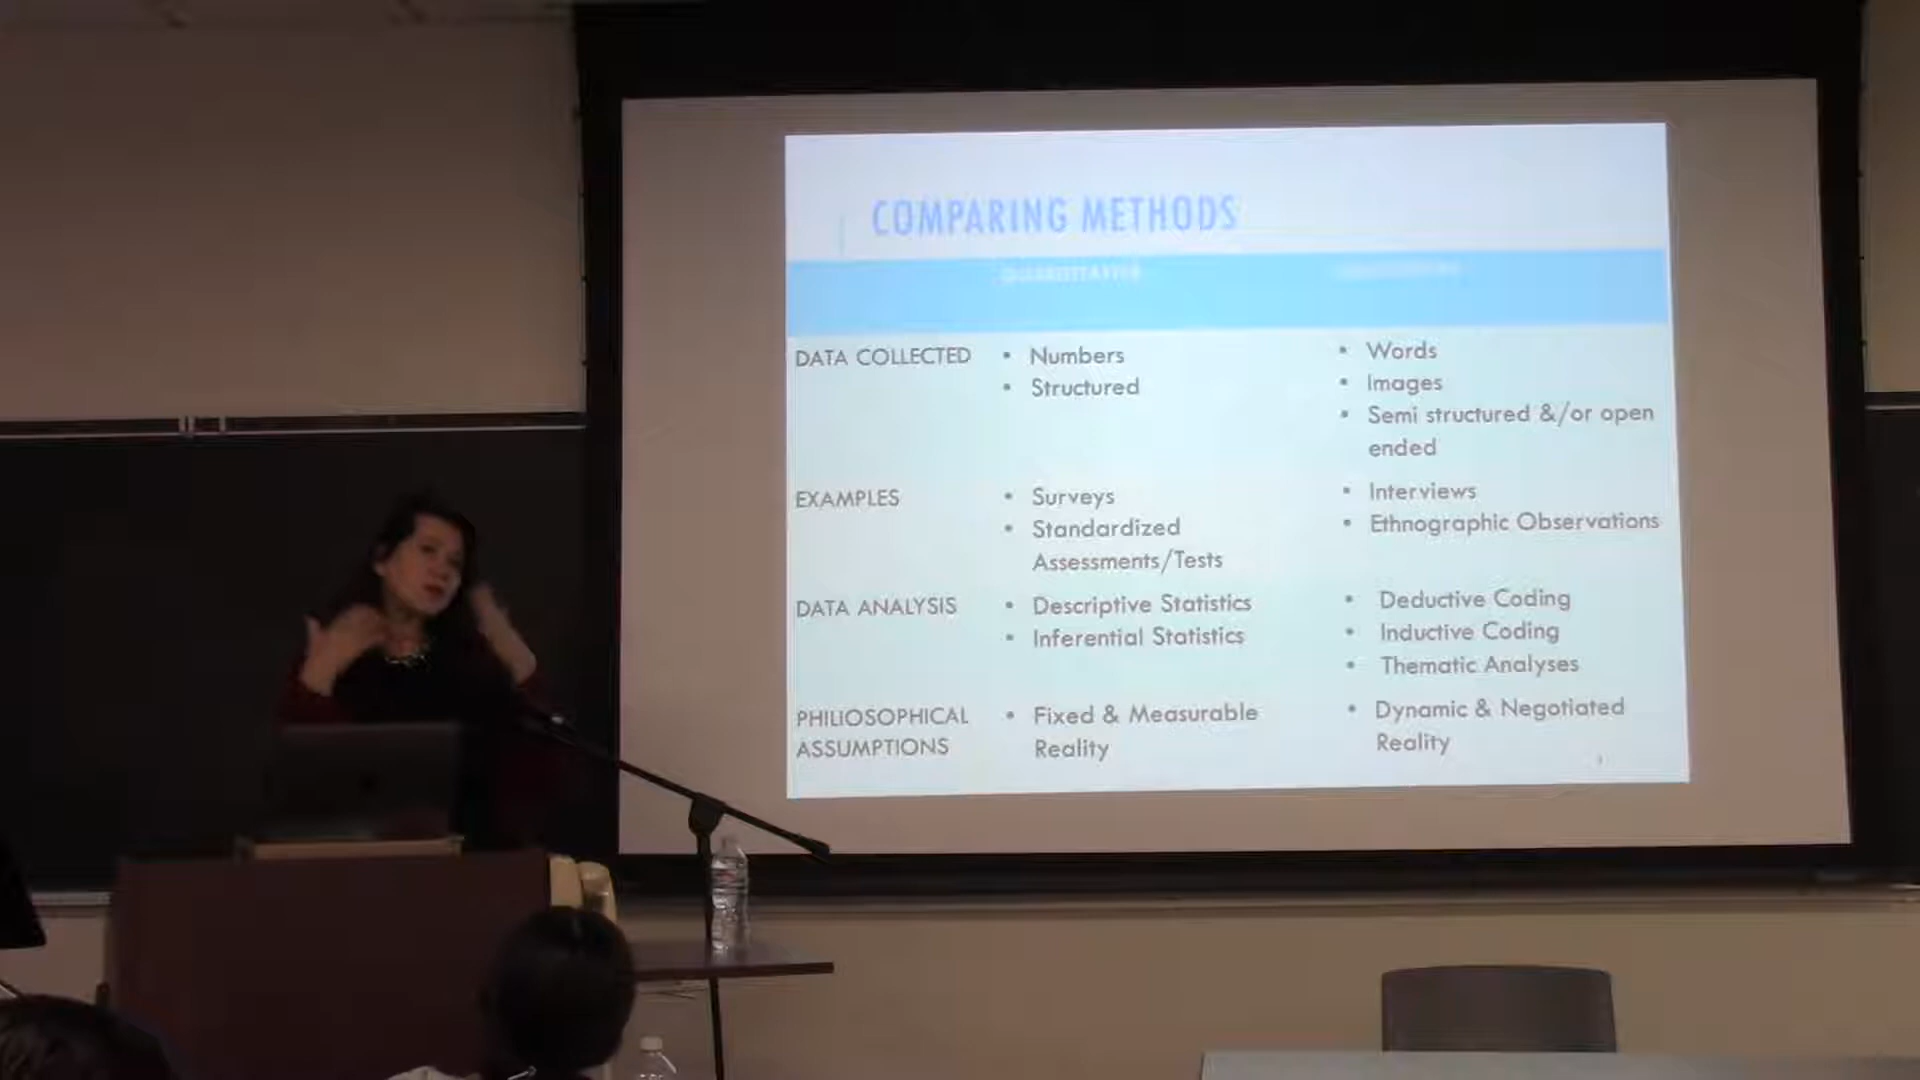 COMPARING METHODS
QUANTITATIVE
DATA COLLECTED
• Numbers
• Structured
• Words
• Images
• Semi structured &/or open
ended
EXAMPLES
• Surveys
• Standardized
Assessments/Tests
• Interviews
• Ethnographic Observations
DATA ANALYSIS
• Descriptive Statistics
• Inferential Statistics
• Deductive Coding
• Inductive Coding
• Thematic Analyses
PHILIOSOPHICAL
ASSUMPTIONS
• Fixed & Measurable
Reality
• Dynamic & Negotiated
Reality